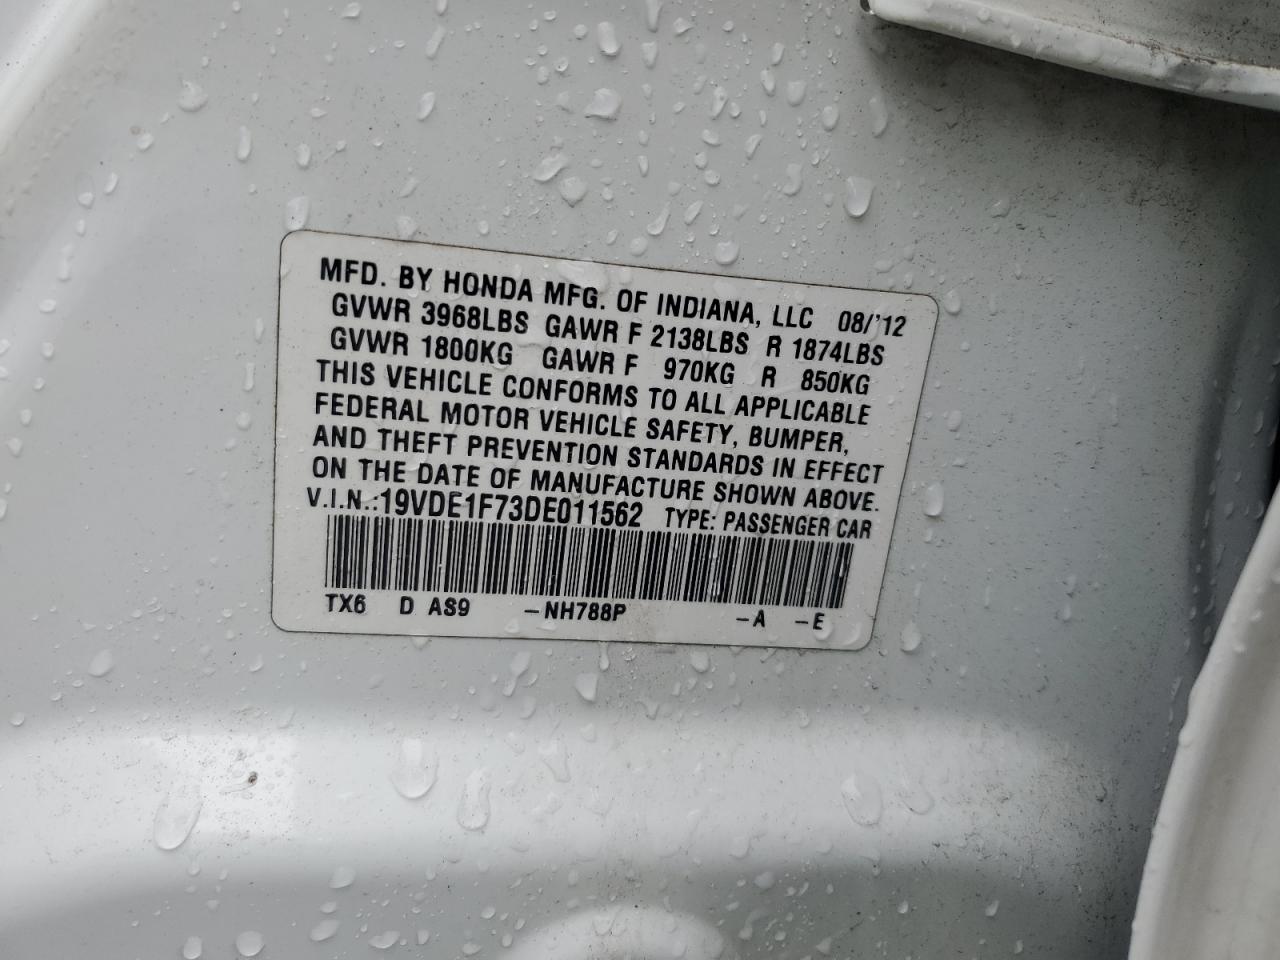 MFD. BY HONDA MFG. OF INDIANA, LLC 08/'12
GVWR 3968LBS GAWR F 2138LBS R 1874LBS
GVWR 1800KG GAWR F 970KG R 850KG
THIS VEHICLE CONFORMS TO ALL APPLICABLE
FEDERAL MOTOR VEHICLE SAFETY, BUMPER,
AND THEFT PREVENTION STANDARDS IN EFFECT
ON THE DATE OF MANUFACTURE SHOWN ABOVE.
V.I.N.:19VDE1F73DE011562 TYPE: PASSENGER CAR
TX6 D AS9 –NH788P –A –E